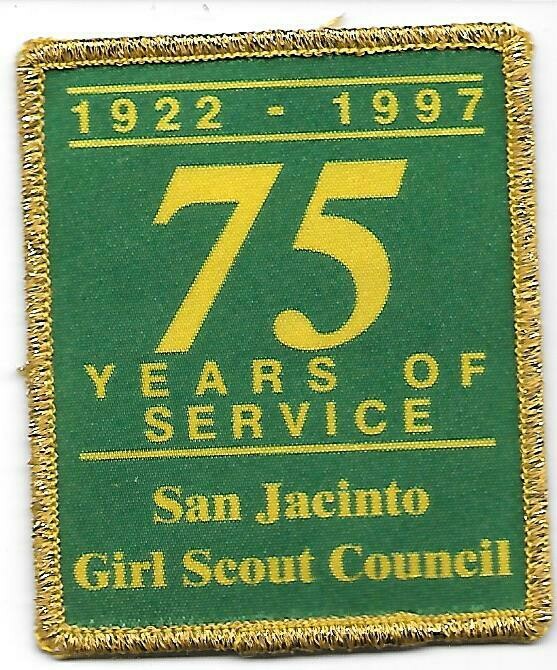 1922 - 1997
75
YEARS OF
SERVICE
San Jacinto
Girl Scout Council